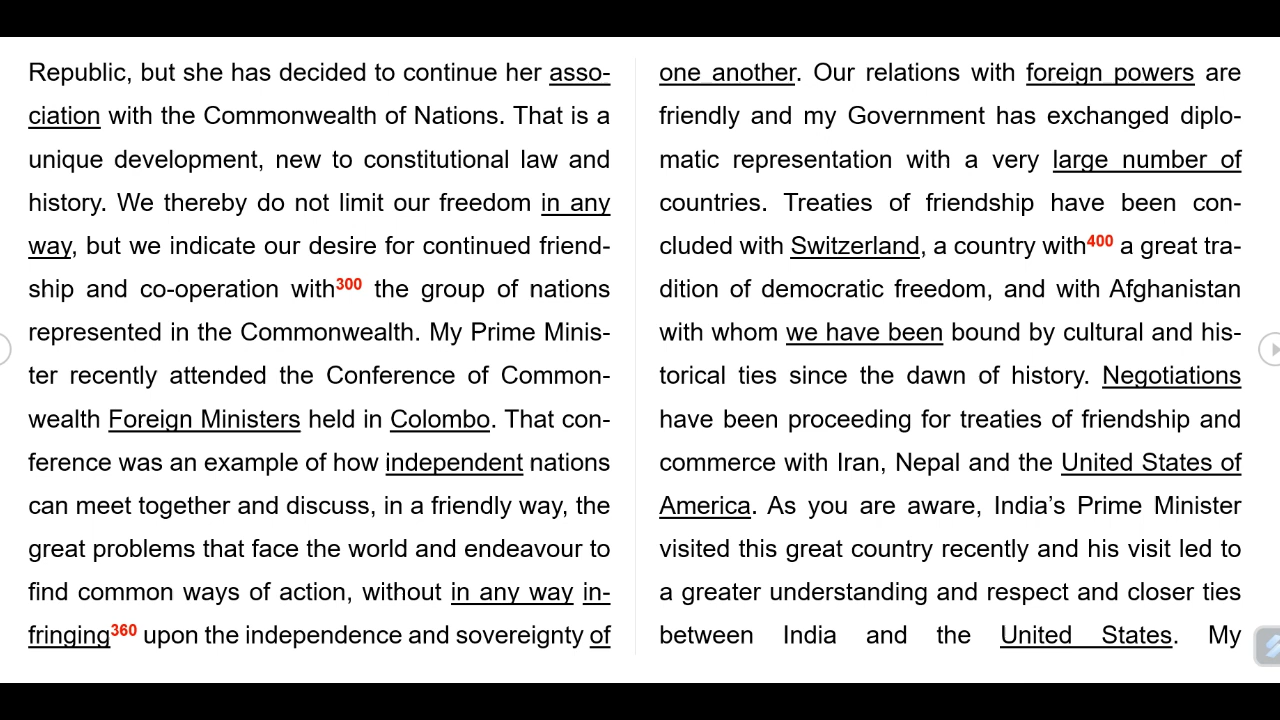 Republic, but she has decided to continue her asso-
ciation with the Commonwealth of Nations. That is a
unique development, new to constitutional law and
history. We thereby do not limit our freedom in any
way, but we indicate our desire for continued friend-
ship and co-operation with300 the group of nations
represented in the Commonwealth. My Prime Minis-
ter recently attended the Conference of Common-
wealth Foreign Ministers held in Colombo. That con-
ference was an example of how independent nations
can meet together and discuss, in a friendly way, the
great problems that face the world and endeavour to
find common ways of action, without in any way in-
fringing360 upon the independence and sovereignty of
one another. Our relations with foreign powers are
friendly and my Government has exchanged diplo-
matic representation with a very large number of
countries. Treaties of friendship have been con-
cluded with Switzerland, a country with400 a great tra-
dition of democratic freedom, and with Afghanistan
with whom we have been bound by cultural and his-
torical ties since the dawn of history. Negotiations
have been proceeding for treaties of friendship and
commerce with Iran, Nepal and the United States of
America. As you are aware, India’s Prime Minister
visited this great country recently and his visit led to
a greater understanding and respect and closer ties
between India and the United States. My